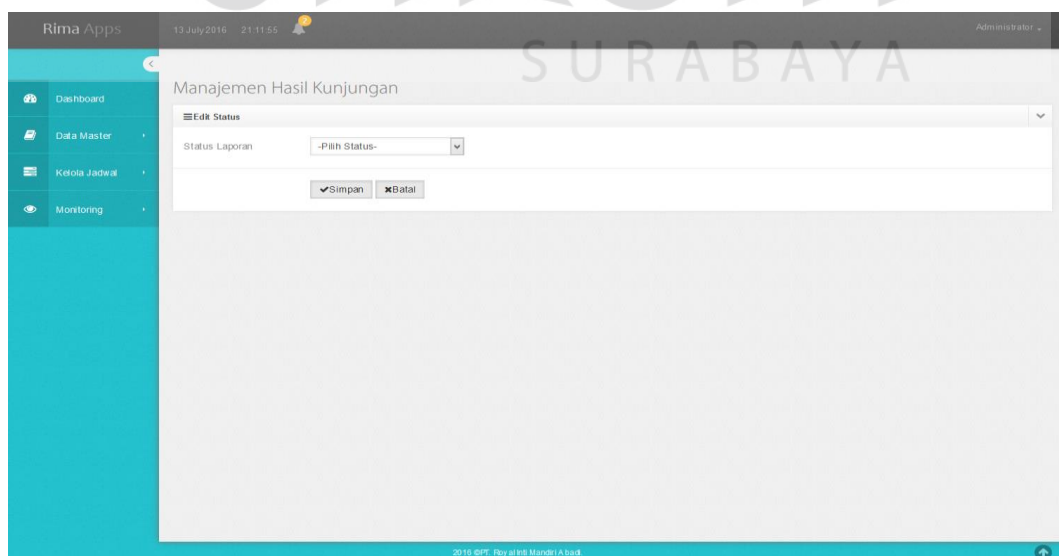 Rima Apps
13 July 2016 21:11:55
2
Administrator
SURABAYA
Manajemen Hasil Kunjungan
Dashboard
Edit Status
Data Master
Status Laporan
-Pilih Status-
Kelola Jadwal
Simpan
Batal
Monitoring
2016 ©PT. Royal Inti Mandiri Abadi.